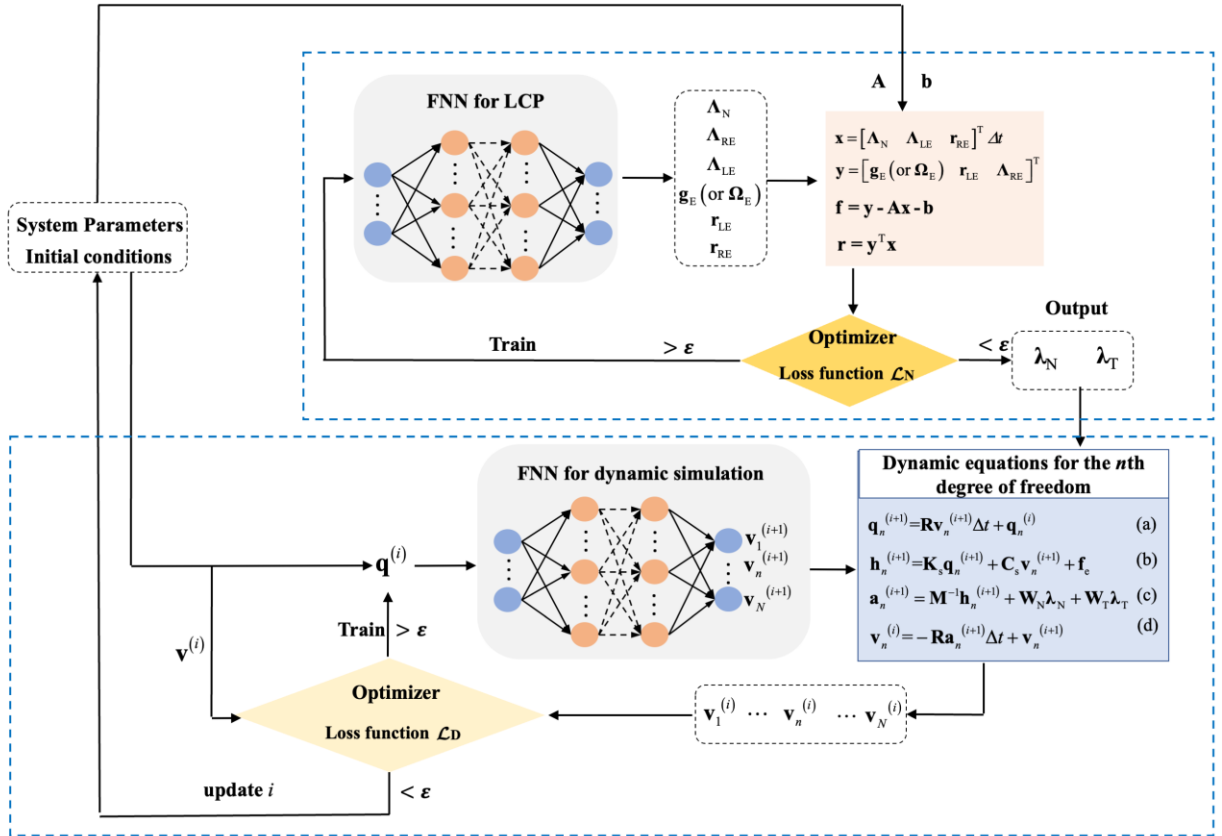 A b
FNN for LCP
Λ_N
Λ_RE
Λ_LE
g_E (or Ω_E)
r_LE
r_RE
x = [Λ_N Λ_LE r_RE]^T Δt
y = [g_E (or Ω_E) r_LE Λ_RE]^T
f = y - Ax - b
r = y^T x
System Parameters
Initial conditions
Train
> ε
Optimizer
Loss function ℒ_N
< ε
Output
λ_N λ_T
FNN for dynamic simulation
Dynamic equations for the nth
degree of freedom
q_n^(i+1) = Rv_n^(i+1) Δt + q_n^(i) (a)
h_n^(i+1) = K_s q_n^(i+1) + C_s v_n^(i+1) + f_e (b)
a_n^(i+1) = M^-1 h_n^(i+1) + W_N λ_N + W_T λ_T (c)
v_n^(i) = - Ra_n^(i+1) Δt + v_n^(i+1) (d)
q^(i)
v_1^(i+1)
v_n^(i+1)
v_N^(i+1)
Train > ε
v^(i)
Optimizer
Loss function ℒ_D
v_1^(i) ··· v_n^(i) ··· v_N^(i)
update i
< ε